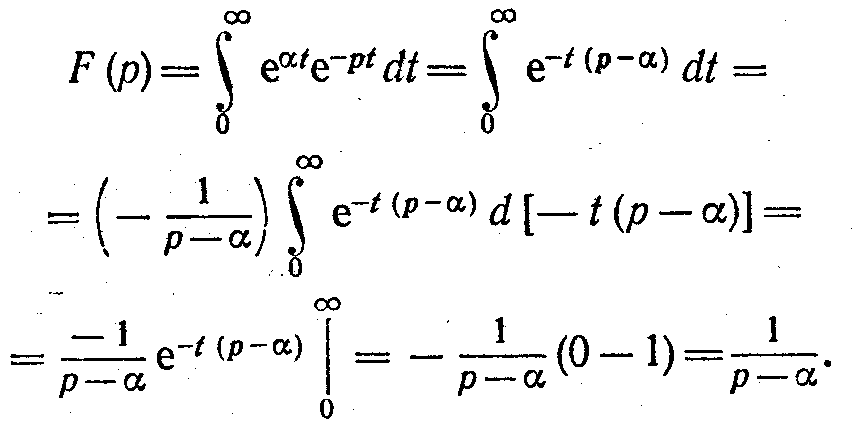 F (p) = ∫₀^∞ e^{αt}e^{-pt} dt = ∫₀^∞ e^{-t (p-α)} dt =
= (- 1/(p-α)) ∫₀^∞ e^{-t (p-α)} d [-t (p-α)] =
= -1/(p-α) e^{-t (p-α)} |₀^∞ = - 1/(p-α) (0-1) = 1/(p-α).